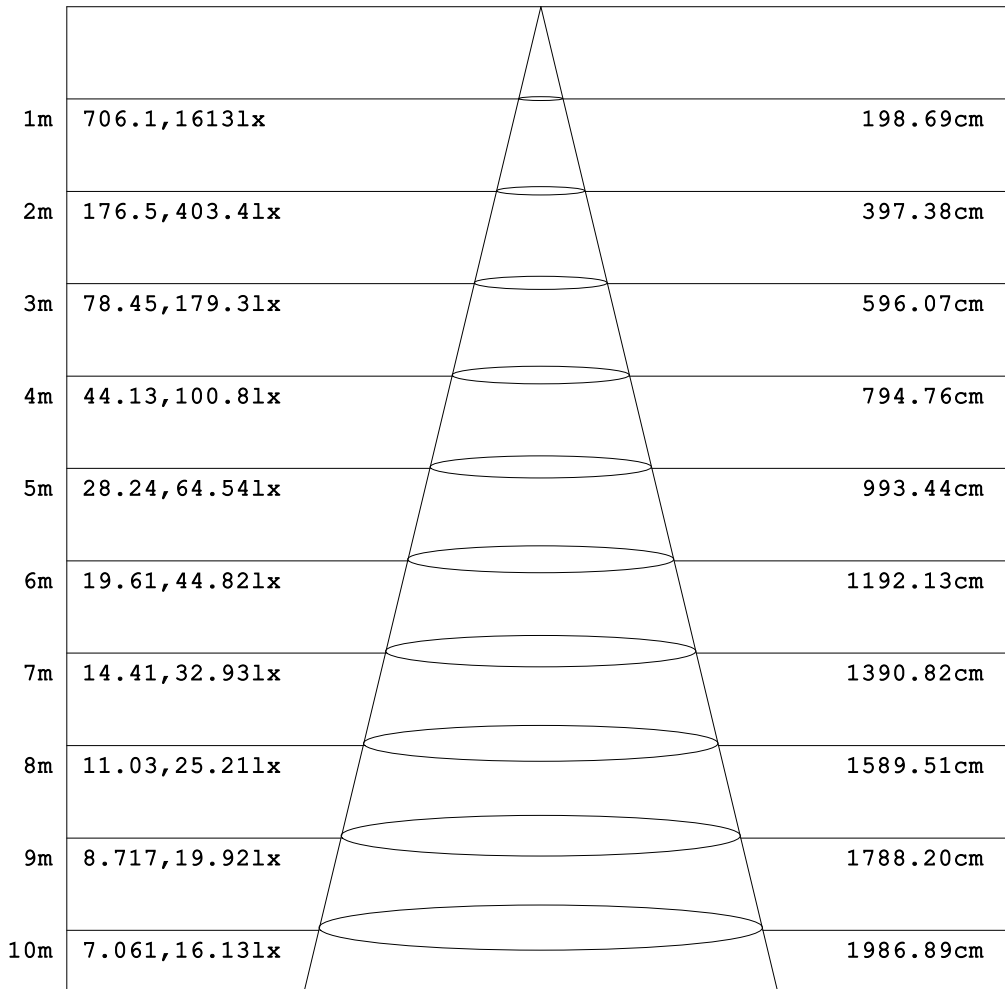 1m 706.1,1613lx 198.69cm
2m 176.5,403.4lx 397.38cm
3m 78.45,179.3lx 596.07cm
4m 44.13,100.8lx 794.76cm
5m 28.24,64.54lx 993.44cm
6m 19.61,44.82lx 1192.13cm
7m 14.41,32.93lx 1390.82cm
8m 11.03,25.21lx 1589.51cm
9m 8.717,19.92lx 1788.20cm
10m 7.061,16.13lx 1986.89cm